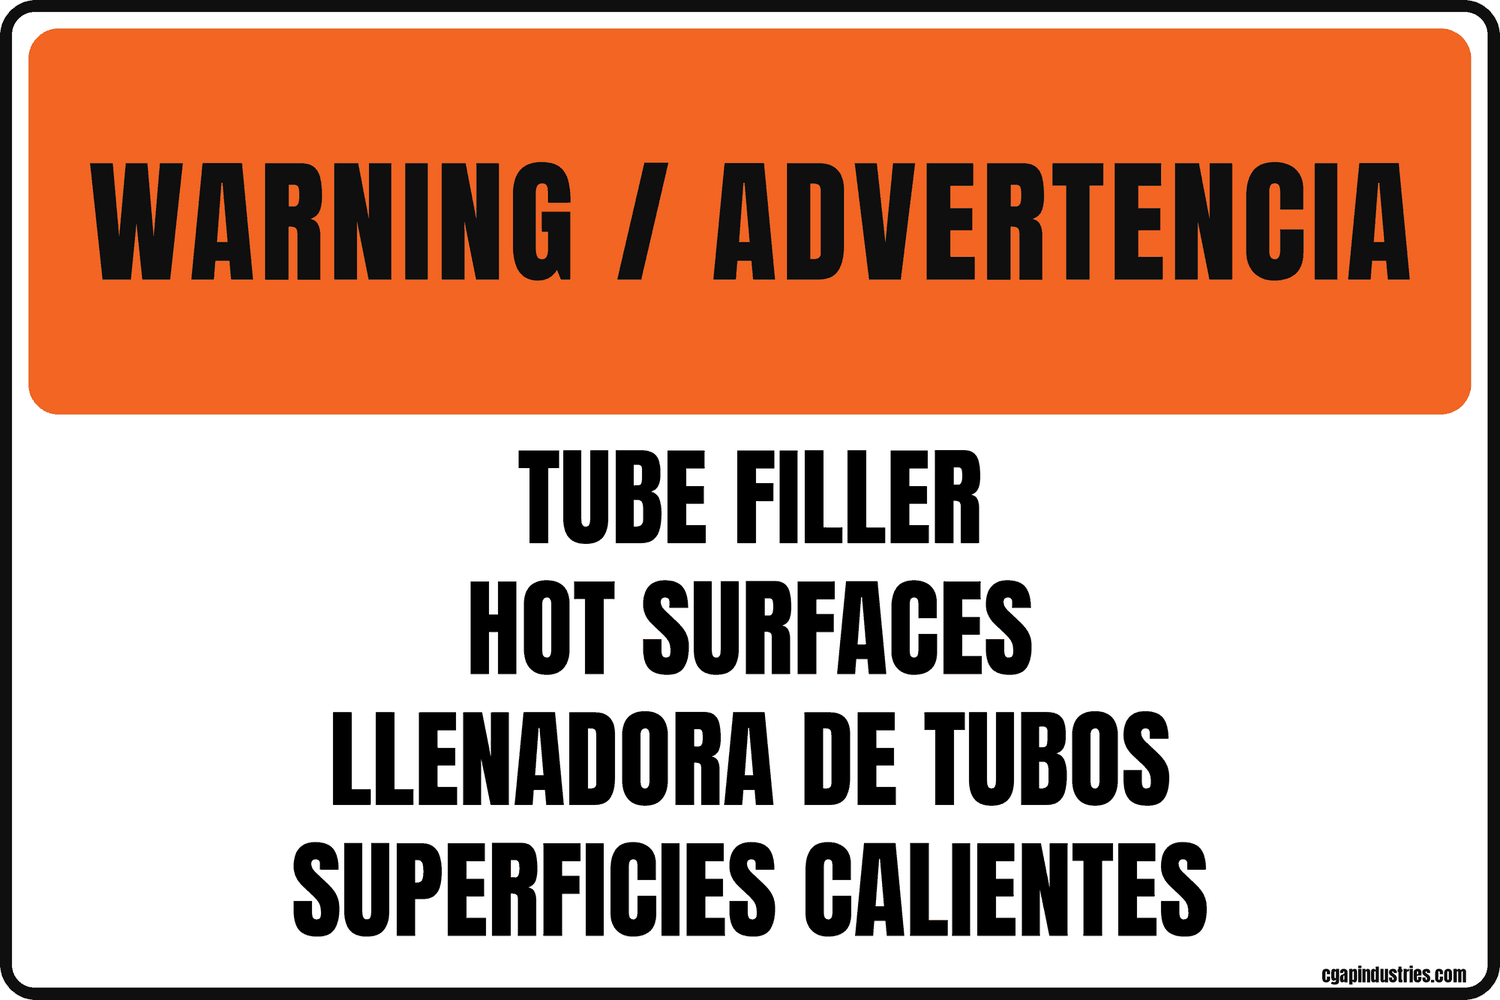 WARNING / ADVERTENCIA
TUBE FILLER
HOT SURFACES
LLENADORA DE TUBOS
SUPERFICIES CALIENTES
cgapindustries.com